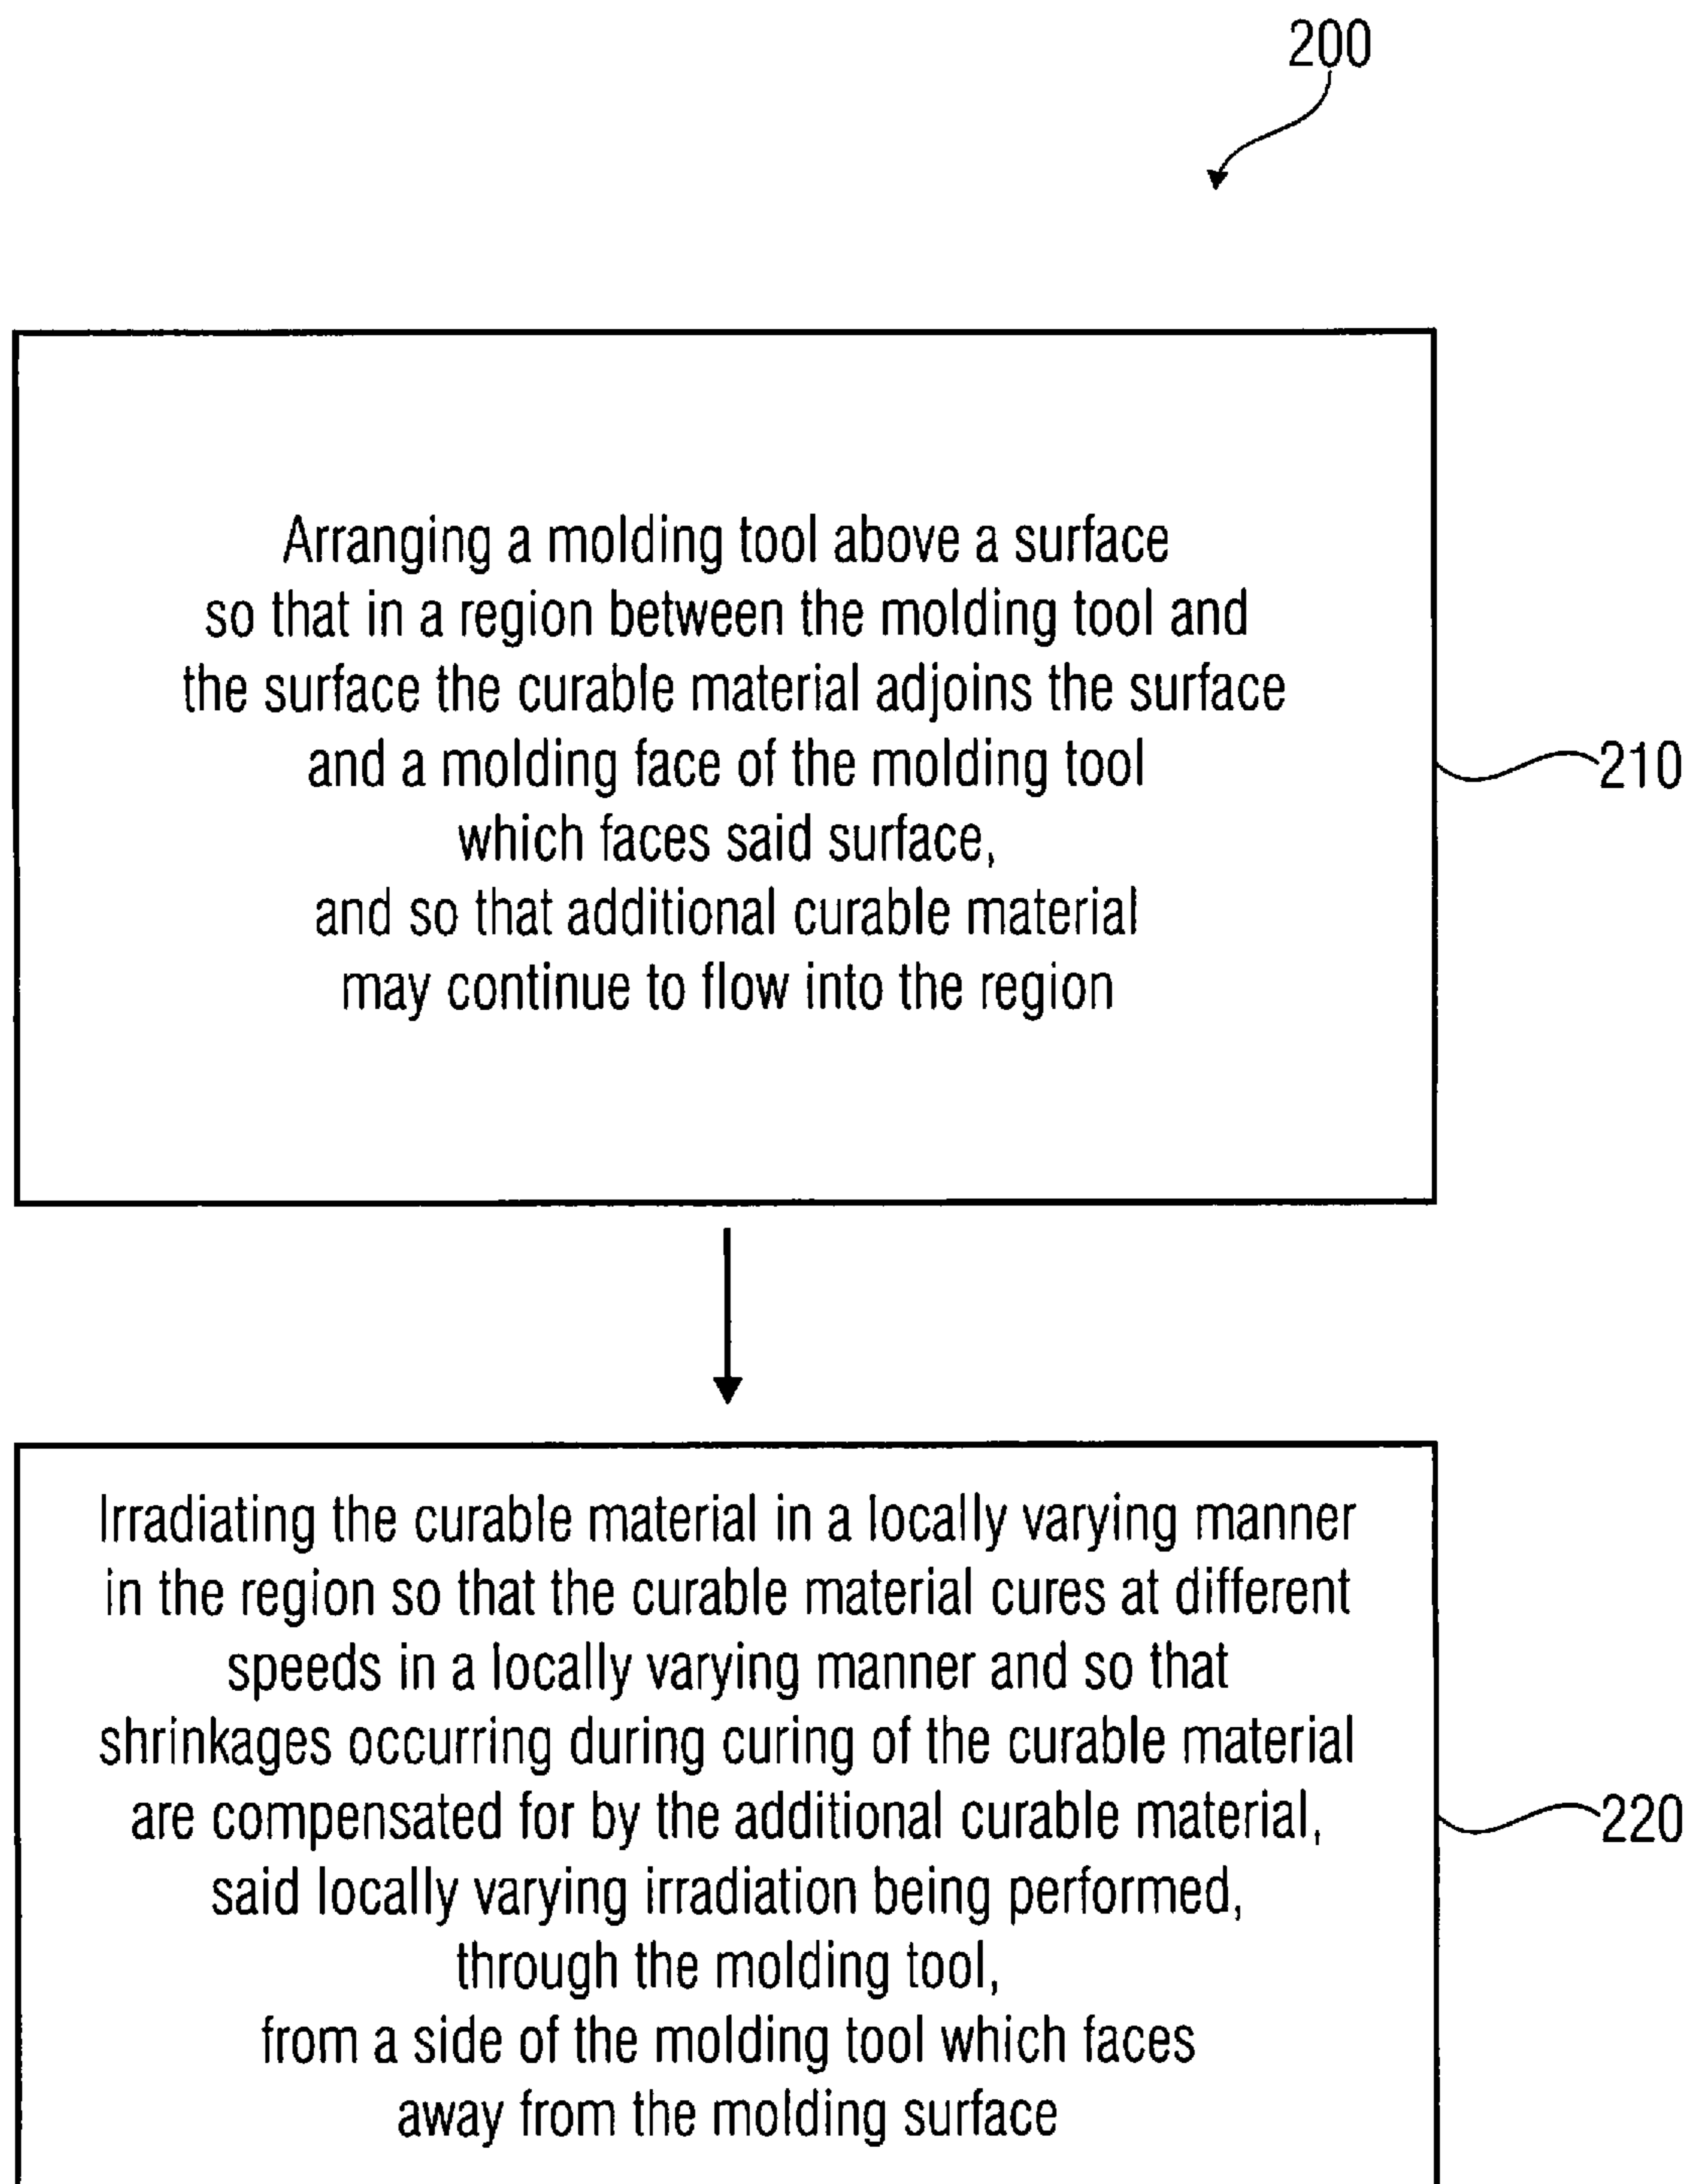 200
Arranging a molding tool above a surface
so that in a region between the molding tool and
the surface the curable material adjoins the surface
and a molding face of the molding tool
which faces said surface,
and so that additional curable material
may continue to flow into the region
210
Irradiating the curable material in a locally varying manner
in the region so that the curable material cures at different
speeds in a locally varying manner and so that
shrinkages occurring during curing of the curable material
are compensated for by the additional curable material,
said locally varying irradiation being performed,
through the molding tool,
from a side of the molding tool which faces
away from the molding surface
220